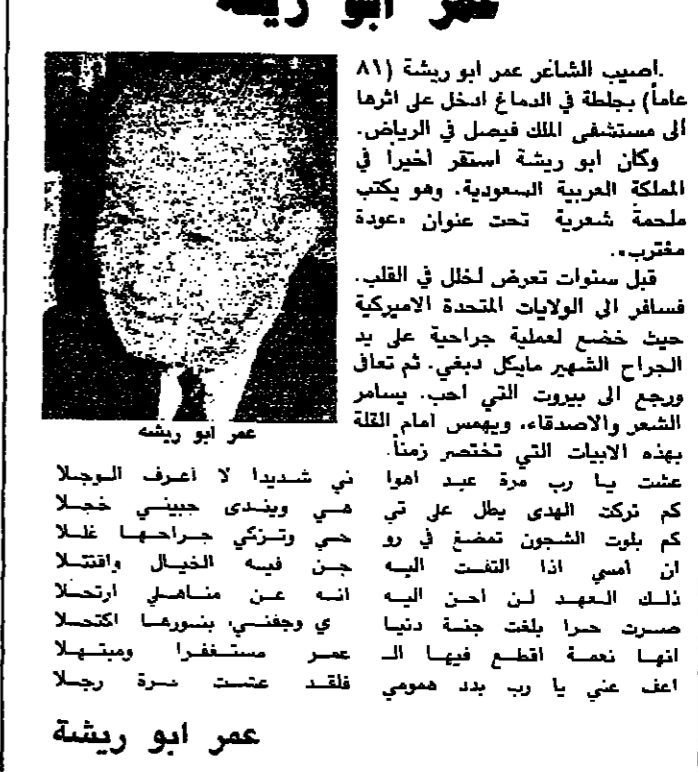 عمر ابو ريشة
.اصيب الشاعر عمر ابو ريشة (٨١
عاماً) بجلطة في الدماغ ادخل على اثرها
الى مستشفى الملك فيصل في الرياض.
وكان ابو ريشة استقر اخيراً في
المملكة العربية السعودية. وهو يكتب
ملحمة شعرية تحت عنوان «عودة
مغترب».
قبل سنوات تعرض لخلل في القلب.
فسافر الى الولايات المتحدة الاميركية
حيث خضع لعملية جراحية على يد
الجراح الشهير مايكل دبغي. ثم تعافى
ورجع الى بيروت التي احب. يسامر
الشعر والاصدقاء، ويهمس امام القلة
بهذه الابيات التي تختصر زمناً.
عمر ابو ريشه
عشت يا رب مرة عبد اهوا ني شديدا لا اعرف الوجلا
كم تركت الهدى يطل على تي هي ويندى جبيني خجلا
كم بلوت الشجون تمضغ في رو حي وتزكي جراحها غللا
ان امسي اذا التفت اليه جن فيه الخيال واقتتلا
ذلك العهد لن احن اليه انه عن مناهلي ارتحلا
صرت حرا بلغت جنة دنيا ي وجفني، بنورها اكتحلا
انها نعمة اقطع فيها الـ عمر مستغفرا ومبتهلا
اعف عني يا رب بدد همومي فلقد عشت مرة رجلا
عمر ابو ريشة